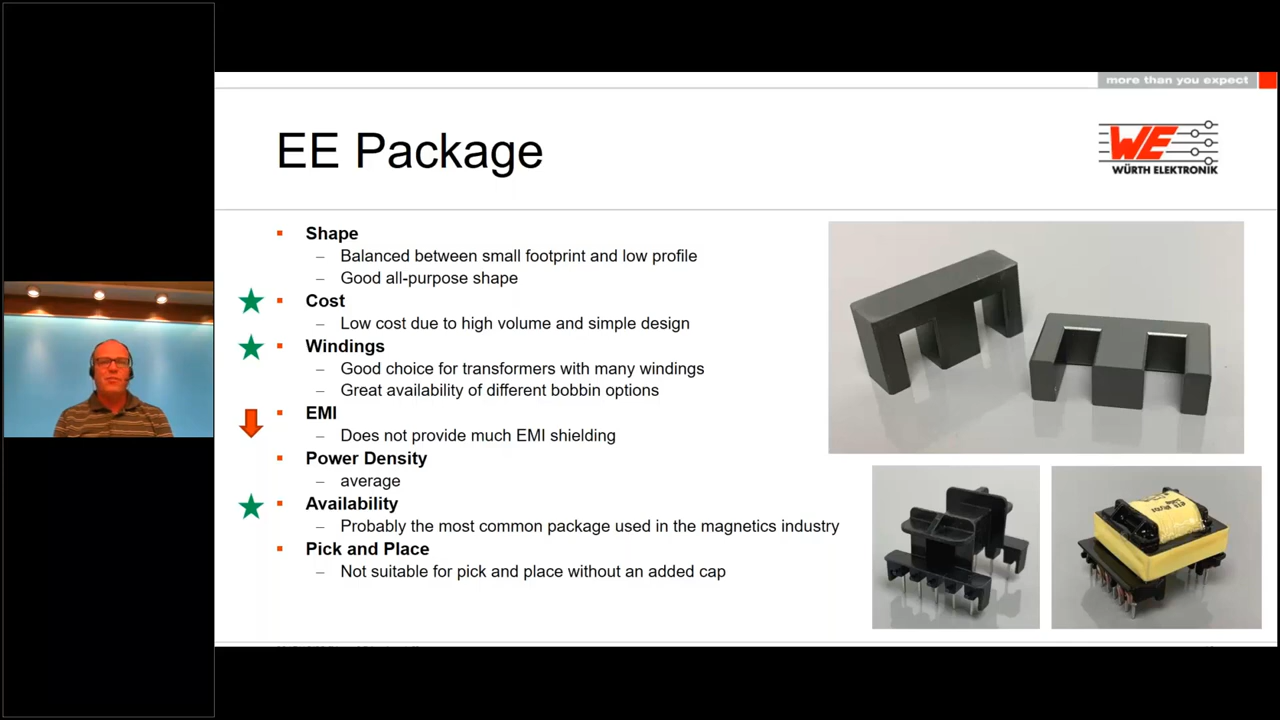 more than you expect
EE Package
WE
WÜRTH ELEKTRONIK
Shape
– Balanced between small footprint and low profile
– Good all-purpose shape
Cost
– Low cost due to high volume and simple design
Windings
– Good choice for transformers with many windings
– Great availability of different bobbin options
EMI
– Does not provide much EMI shielding
Power Density
– average
Availability
– Probably the most common package used in the magnetics industry
Pick and Place
– Not suitable for pick and place without an added cap